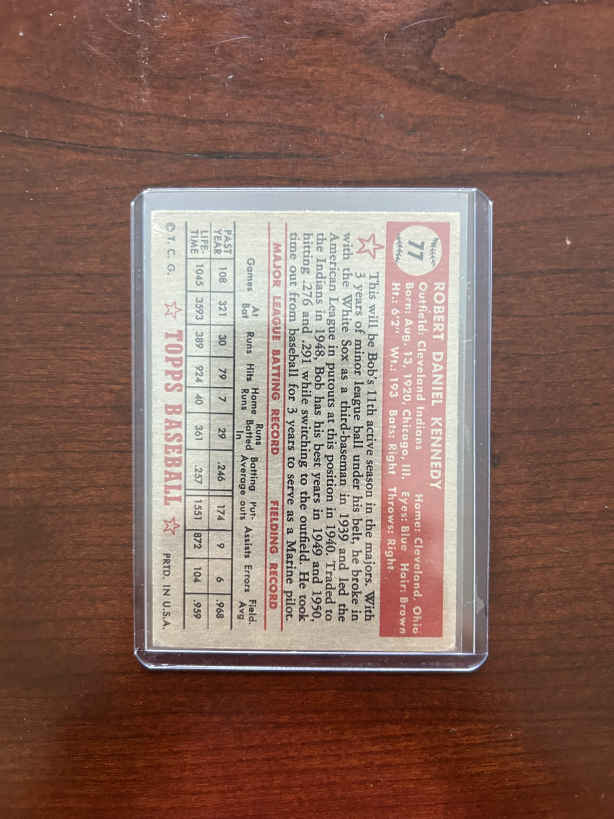 77
ROBERT DANIEL KENNEDY
Outfield: Cleveland Indians Home: Cleveland, Ohio
Born: Aug. 13, 1920, Chicago, Ill. Eyes: Blue Hair: Brown
Ht.: 6'2" Wt.: 193 Bats: Right Throws: Right
This will be Bob's 11th active season in the majors. With
3 years of minor league ball under his belt, he broke in
with the White Sox as a third-baseman in 1939 and led the
American League in putouts at this position in 1940. Traded to
the Indians in 1948, Bob has his best years in 1949 and 1950,
hitting .276 and .291 while switching to the outfield. He took
time out from baseball for 3 years to serve as a Marine pilot.
MAJOR LEAGUE BATTING RECORD FIELDING RECORD
Games At Bat Runs Hits Home Runs Runs Batted In Batting Average Put-outs Assists Errors Field. Avg.
PAST YEAR 108 321 30 79 7 29 .246 174 9 6 .968
LIFE-TIME 1045 3593 389 924 40 361 .257 1551 872 104 .959
© T. C. G. TOPPS BASEBALL PRTD. IN U.S.A.